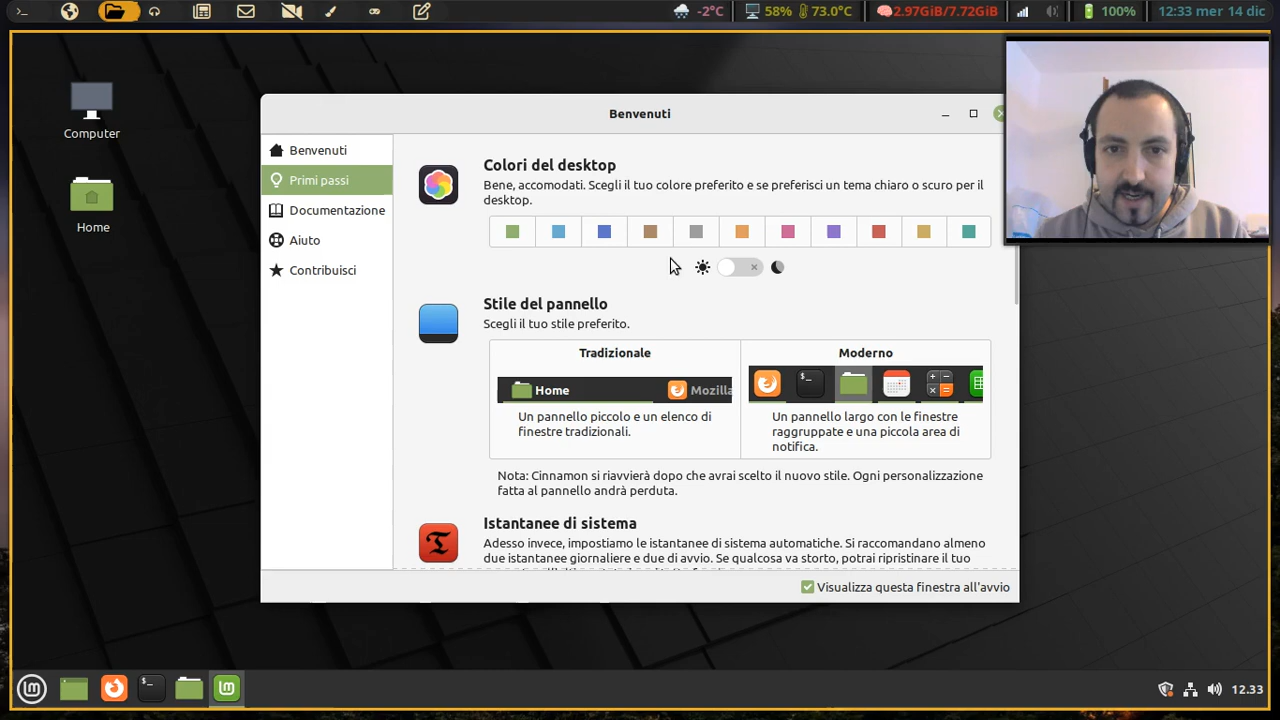 >_ -2°C 58% 73.0°C 2.97GiB/7.72GiB 100% 12:33 mer 14 dic
Computer
Home
Benvenuti
Benvenuti
Primi passi
Documentazione
Aiuto
Contribuisci
Colori del desktop
Bene, accomodati. Scegli il tuo colore preferito e se preferisci un tema chiaro o scuro per il
desktop.
Stile del pannello
Scegli il tuo stile preferito.
Tradizionale
Home Mozilla
Un pannello piccolo e un elenco di
finestre tradizionali.
Moderno
$_
Un pannello largo con le finestre
raggruppate e una piccola area di
notifica.
Nota: Cinnamon si riavvierà dopo che avrai scelto il nuovo stile. Ogni personalizzazione
fatta al pannello andrà perduta.
Istantanee di sistema
Adesso invece, impostiamo le istantanee di sistema automatiche. Si raccomandano almeno
due istantanee giornaliere e due di avvio. Se qualcosa va storto, potrai ripristinare il tuo
Visualizza questa finestra all'avvio
$_
12.33